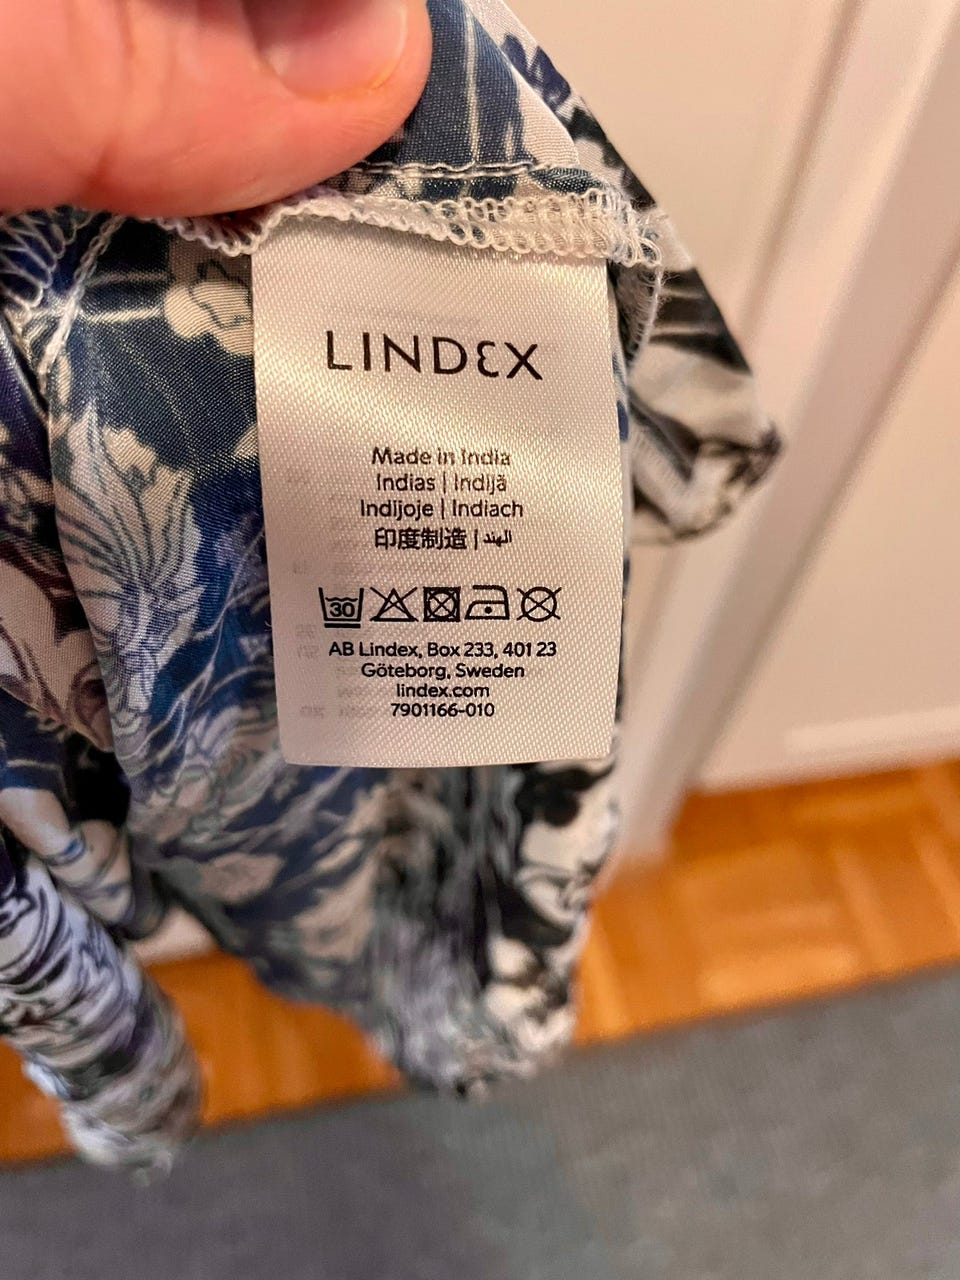 LINDEX
Made in India
Indias | Indijā
Indijoje | Indiach
印度制造 | الهند
30
AB Lindex, Box 233, 401 23
Göteborg, Sweden
lindex.com
7901166-010